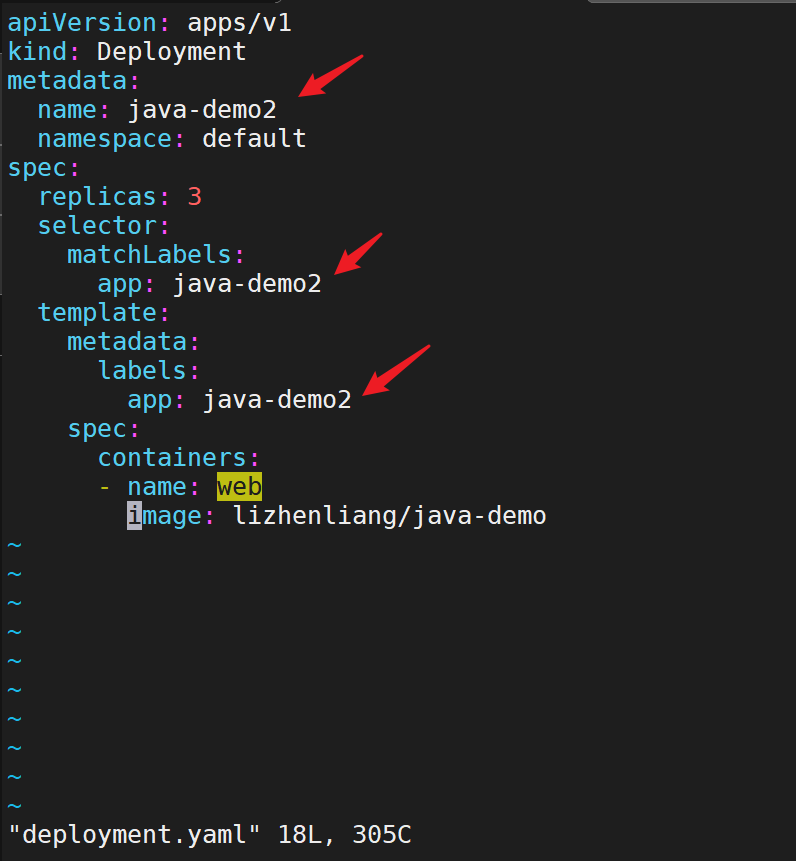 apiVersion: apps/v1
kind: Deployment
metadata:
  name: java-demo2
  namespace: default
spec:
  replicas: 3
  selector:
    matchLabels:
      app: java-demo2
  template:
    metadata:
      labels:
        app: java-demo2
    spec:
      containers:
      - name: web
        image: lizhenliang/java-demo
~
~
~
~
~
~
~
~
~
~
"deployment.yaml" 18L, 305C